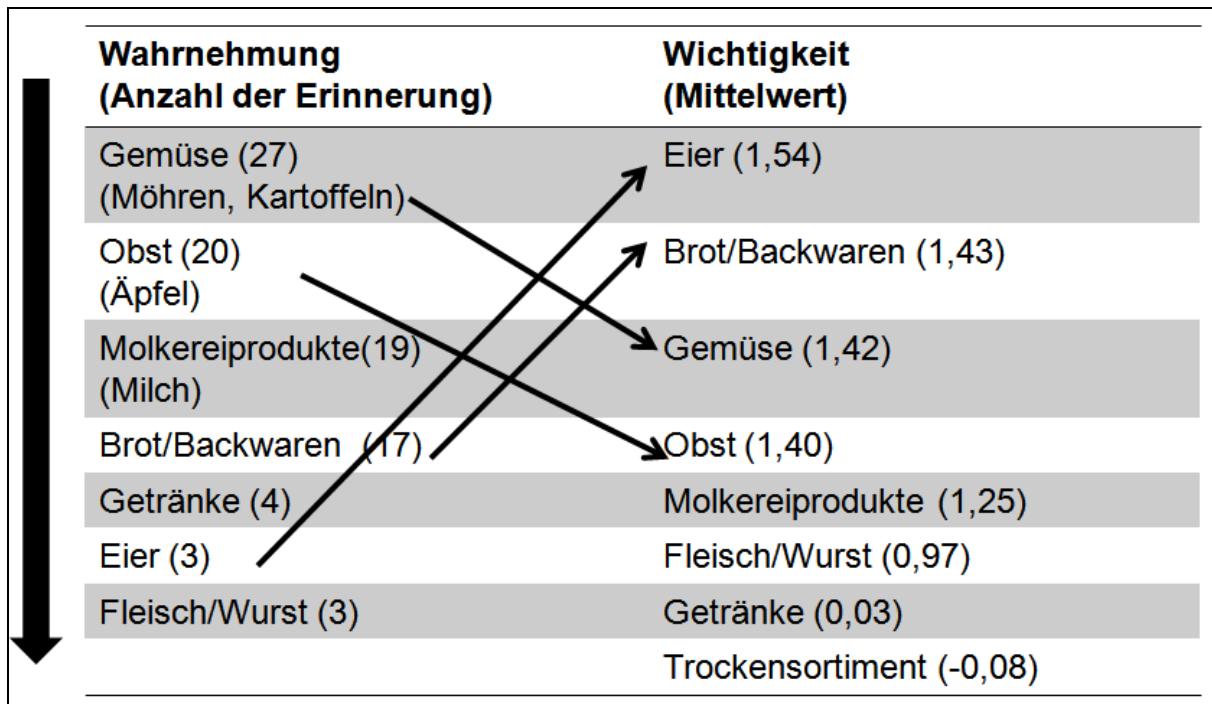 Wahrnehmung
(Anzahl der Erinnerung)
Wichtigkeit
(Mittelwert)
Gemüse (27)
(Möhren, Kartoffeln)
Eier (1,54)
Obst (20)
(Äpfel)
Brot/Backwaren (1,43)
Molkereiprodukte(19)
(Milch)
Gemüse (1,42)
Brot/Backwaren (17)
Obst (1,40)
Getränke (4)
Molkereiprodukte (1,25)
Eier (3)
Fleisch/Wurst (0,97)
Fleisch/Wurst (3)
Getränke (0,03)
Trockensortiment (-0,08)